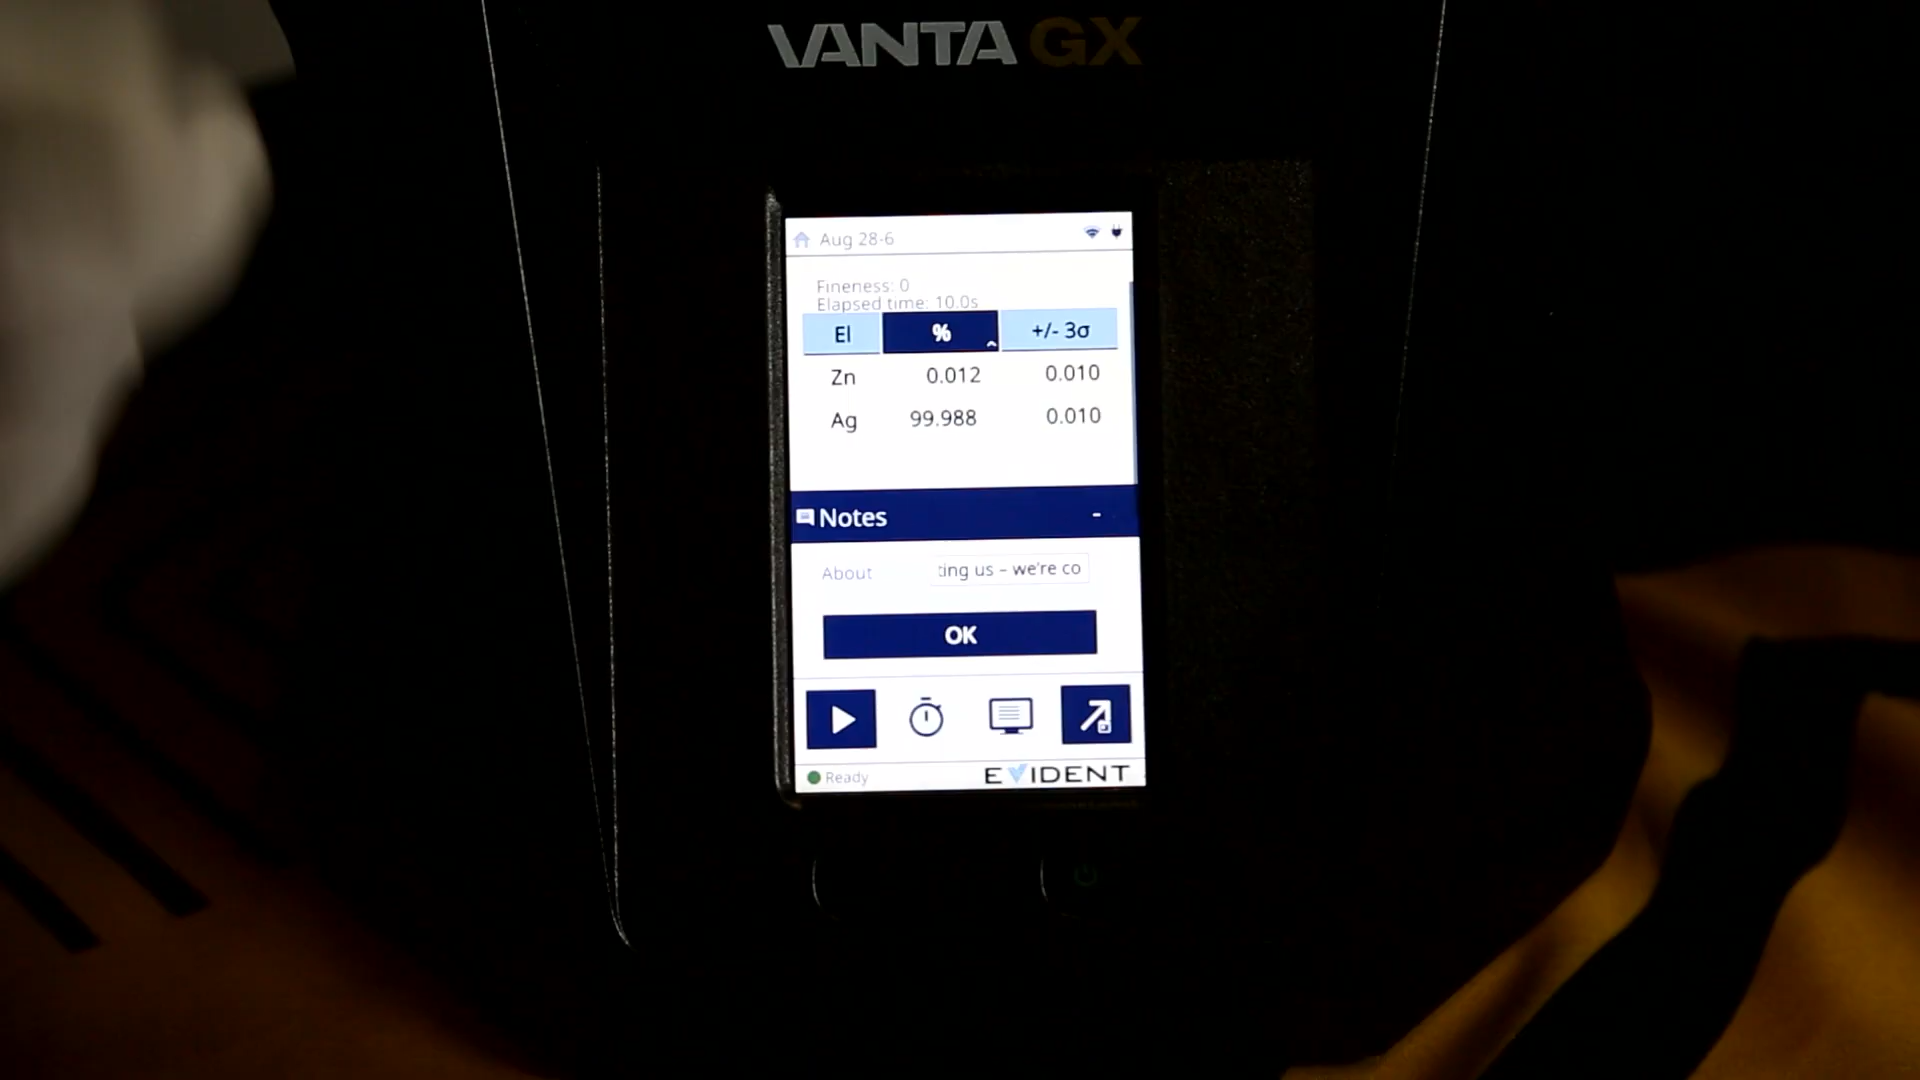 VANTA GX
Aug 28-6
Fineness: 0
Elapsed time: 10.0s
El % +/- 3σ
Zn 0.012 0.010
Ag 99.988 0.010
Notes -
About ting us – we're co
OK
Ready EVIDENT